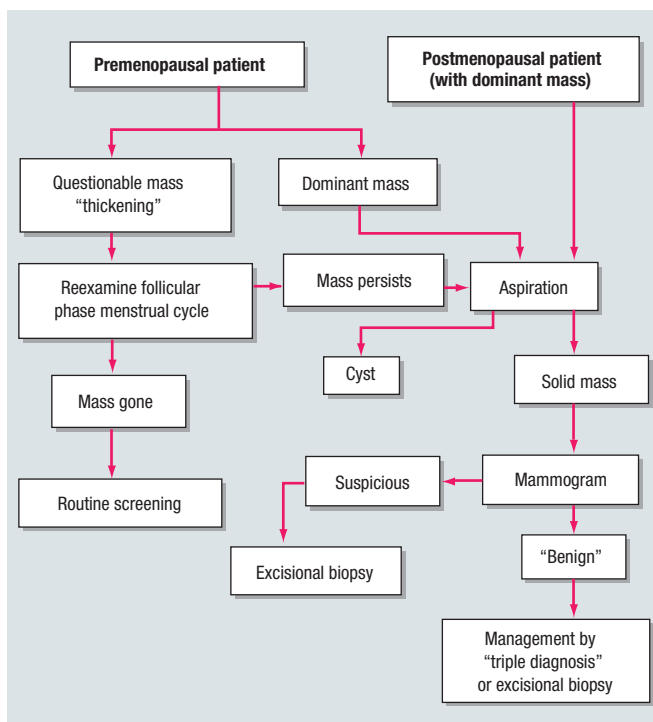 Premenopausal patient
Postmenopausal patient
(with dominant mass)
Questionable mass
“thickening”
Dominant mass
Reexamine follicular
phase menstrual cycle
Mass persists
Aspiration
Cyst
Solid mass
Mass gone
Routine screening
Suspicious
Mammogram
Excisional biopsy
“Benign”
Management by
“triple diagnosis”
or excisional biopsy